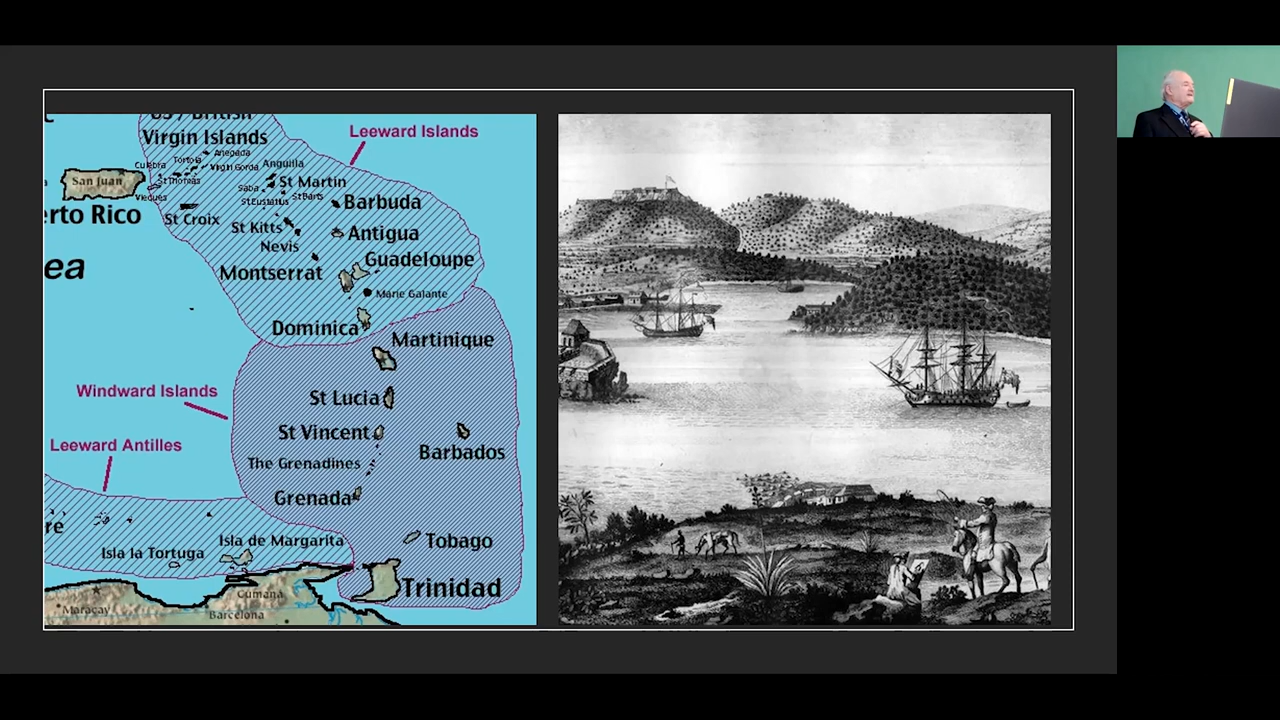 US / British
Virgin Islands
Leeward Islands
Culebra
Tortola
Anegada
Virgin Gorda
Anguilla
San Juan
St Thomas
St Martin
Saba
Vieques
St Eustatius
St Barts
Barbuda
erto Rico
St Croix
St Kitts
Antigua
Nevis
ea
Montserrat
Guadeloupe
Marie Galante
Dominica
Martinique
Windward Islands
St Lucia
St Vincent
Leeward Antilles
Barbados
The Grenadines
Grenada
re
Isla la Tortuga
Isla de Margarita
Tobago
Trinidad
Cumana
Maracay
Barcelona